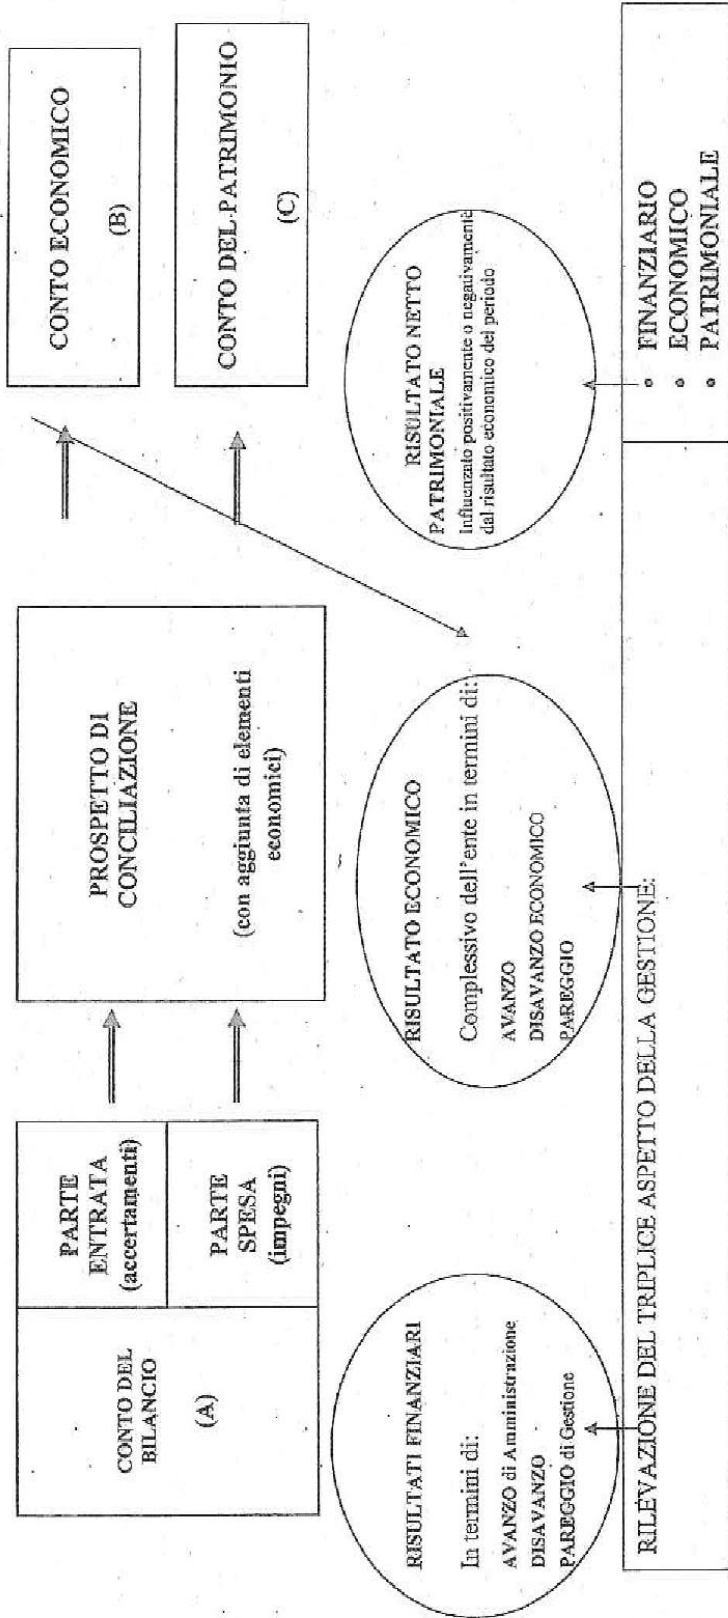 CONTO DEL
BILANCIO
(A)
PARTE
ENTRATA
(accertamenti)
PARTE
SPESA
(impegni)
PROSPETTO DI
CONCILIAZIONE
(con aggiunta di elementi
economici)
CONTO ECONOMICO
(B)
CONTO DEL PATRIMONIO
(C)
RISULTATI FINANZIARI
In termini di:
AVANZO di Amministrazione
DISAVANZO
PAREGGIO di Gestione
RISULTATO ECONOMICO
Complessivo dell'ente in termini di:
AVANZO
DISAVANZO ECONOMICO
PAREGGIO
RISULTATO NETTO
PATRIMONIALE
Influenzato positivamente o negativamente
dal risultato economico del periodo
RILEVAZIONE DEL TRIPLICE ASPETTO DELLA GESTIONE:
FINANZIARIO
ECONOMICO
PATRIMONIALE